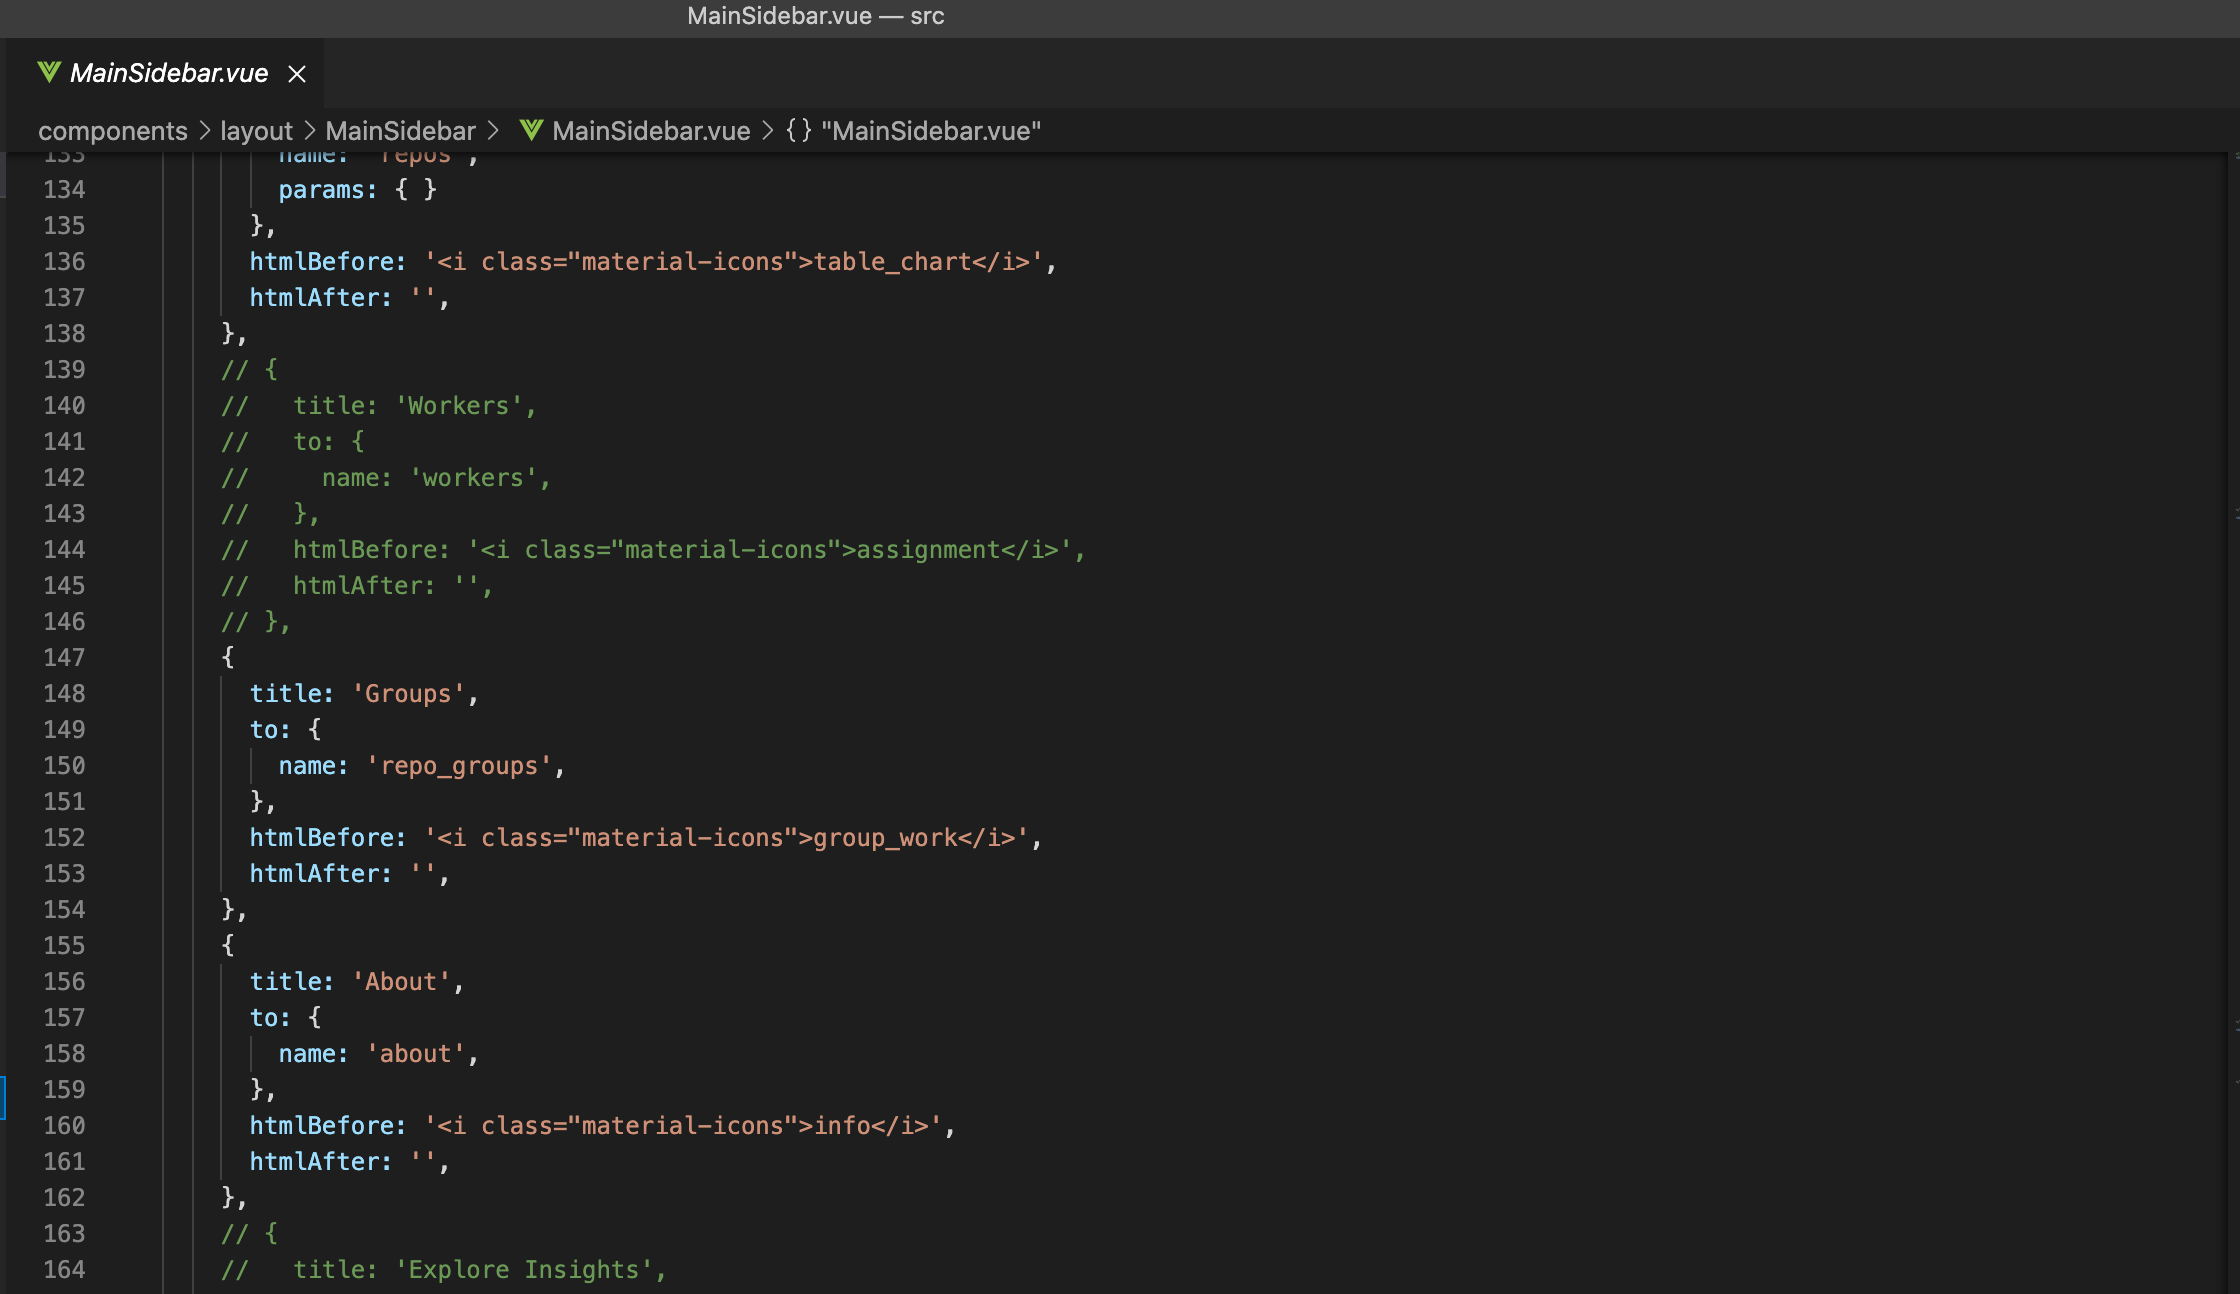 MainSidebar.vue — src
MainSidebar.vue
components > layout > MainSidebar > MainSidebar.vue > {} "MainSidebar.vue"
133 name: 'repos',
134 params: { }
135 },
136 htmlBefore: '<i class="material-icons">table_chart</i>',
137 htmlAfter: '',
138 },
139 // {
140 //   title: 'Workers',
141 //   to: {
142 //     name: 'workers',
143 //   },
144 //   htmlBefore: '<i class="material-icons">assignment</i>',
145 //   htmlAfter: '',
146 // },
147 {
148 title: 'Groups',
149 to: {
150 name: 'repo_groups',
151 },
152 htmlBefore: '<i class="material-icons">group_work</i>',
153 htmlAfter: '',
154 },
155 {
156 title: 'About',
157 to: {
158 name: 'about',
159 },
160 htmlBefore: '<i class="material-icons">info</i>',
161 htmlAfter: '',
162 },
163 // {
164 //   title: 'Explore Insights',